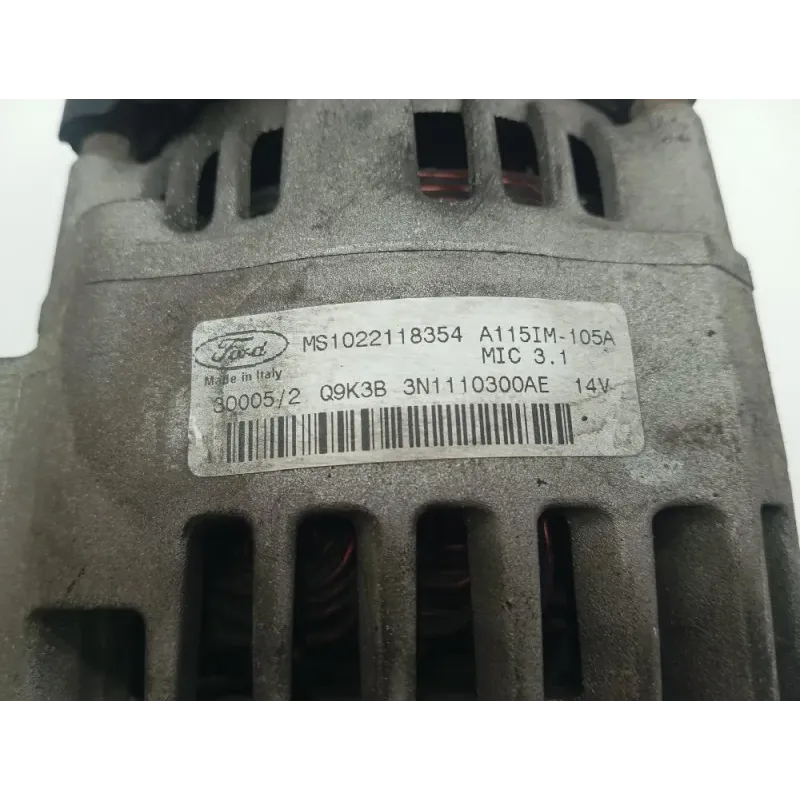 Ford MS1022118354 A115IM-105A
Made in Italy MIC 3.1
30005/2 Q9K3B 3N1110300AE 14V